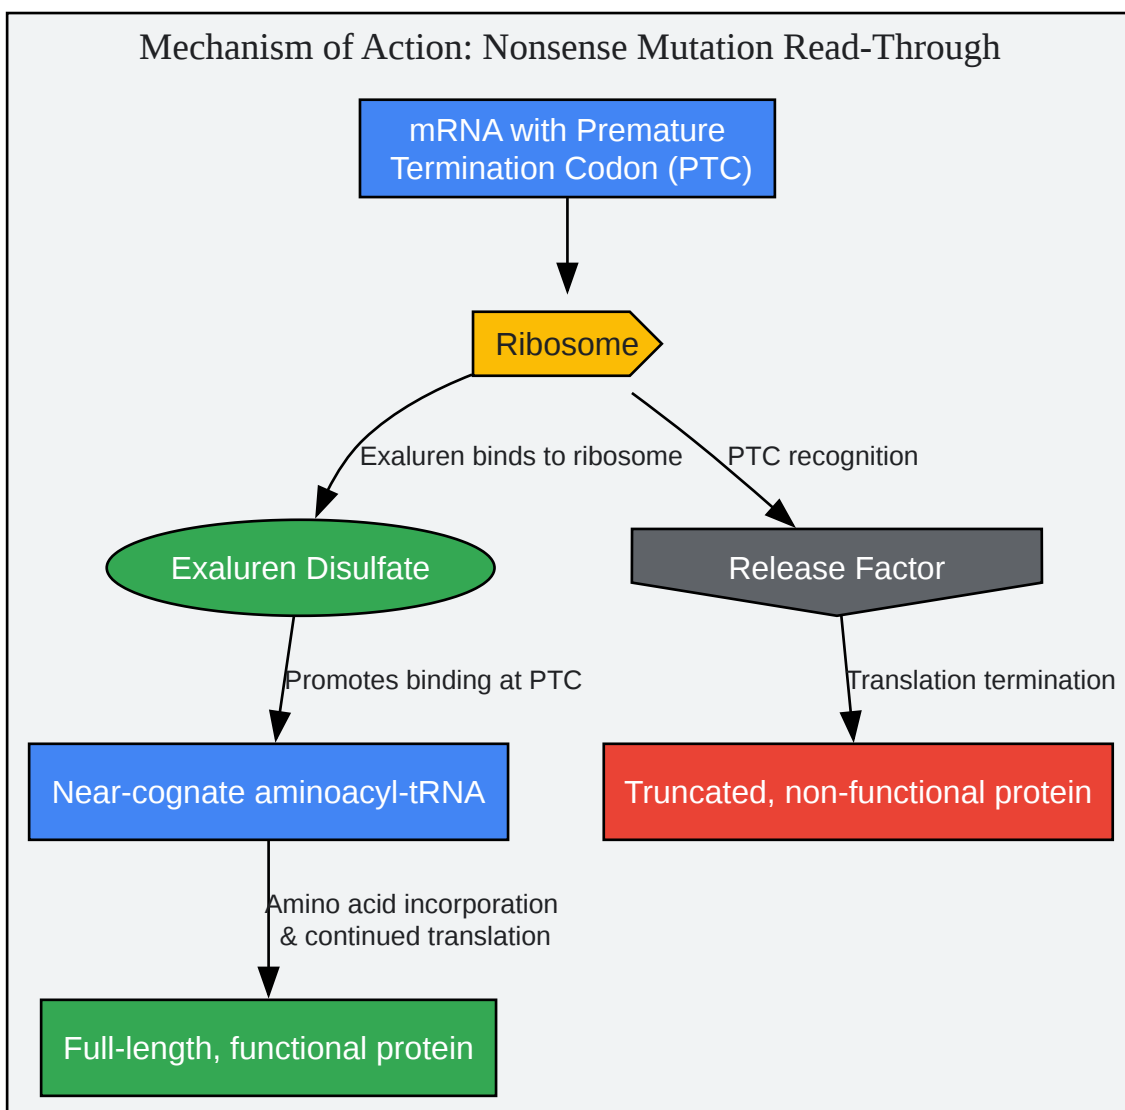 Mechanism of Action: Nonsense Mutation Read-Through
mRNA with Premature
Termination Codon (PTC)
Ribosome
Exaluren binds to ribosome
PTC recognition
Exaluren Disulfate
Release Factor
Promotes binding at PTC
Translation termination
Near-cognate aminoacyl-tRNA
Truncated, non-functional protein
Amino acid incorporation
& continued translation
Full-length, functional protein